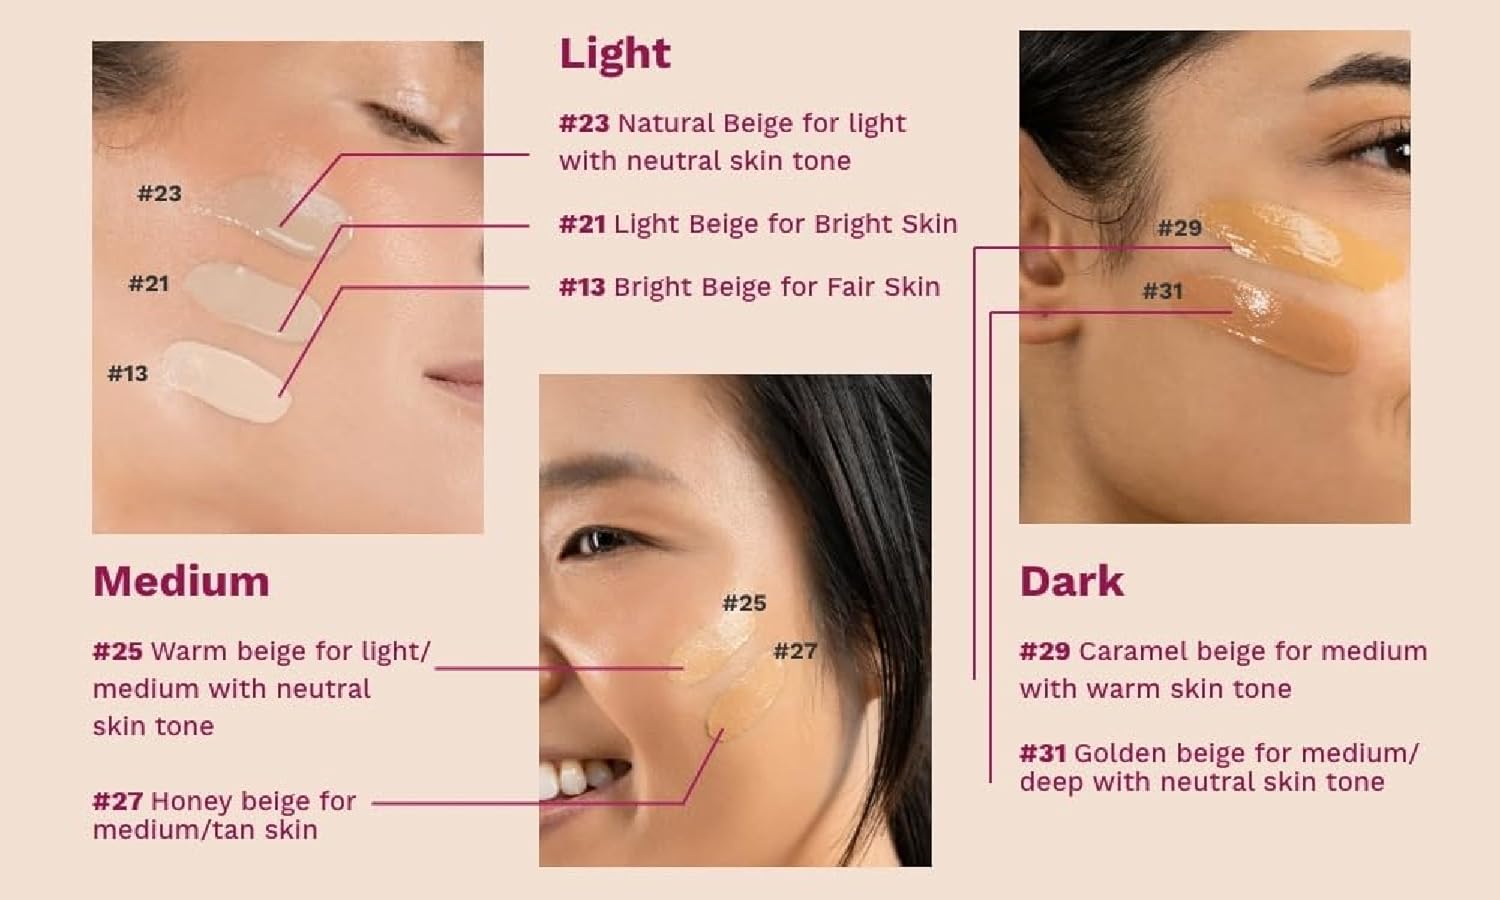 Light
#23 Natural Beige for light
with neutral skin tone
#21 Light Beige for Bright Skin
#13 Bright Beige for Fair Skin
#23
#21
#13
Medium
#25 Warm beige for light/
medium with neutral
skin tone
#27 Honey beige for
medium/tan skin
#25
#27
#29
#31
Dark
#29 Caramel beige for medium
with warm skin tone
#31 Golden beige for medium/
deep with neutral skin tone